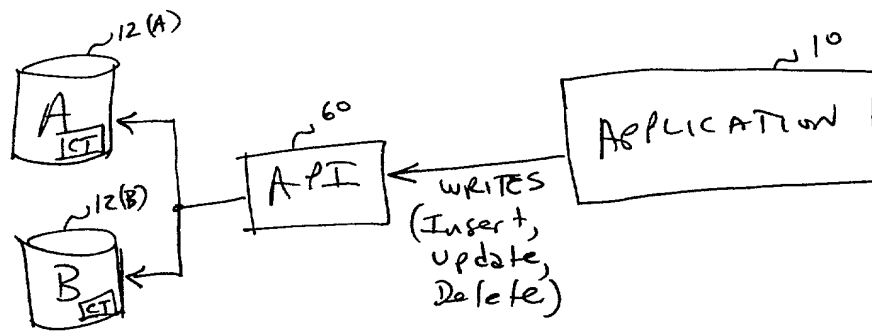 12(A)
A
CT
12(B)
B
CT
60
API
WRITES
(Insert,
update,
Delete)
10
APPLICATION